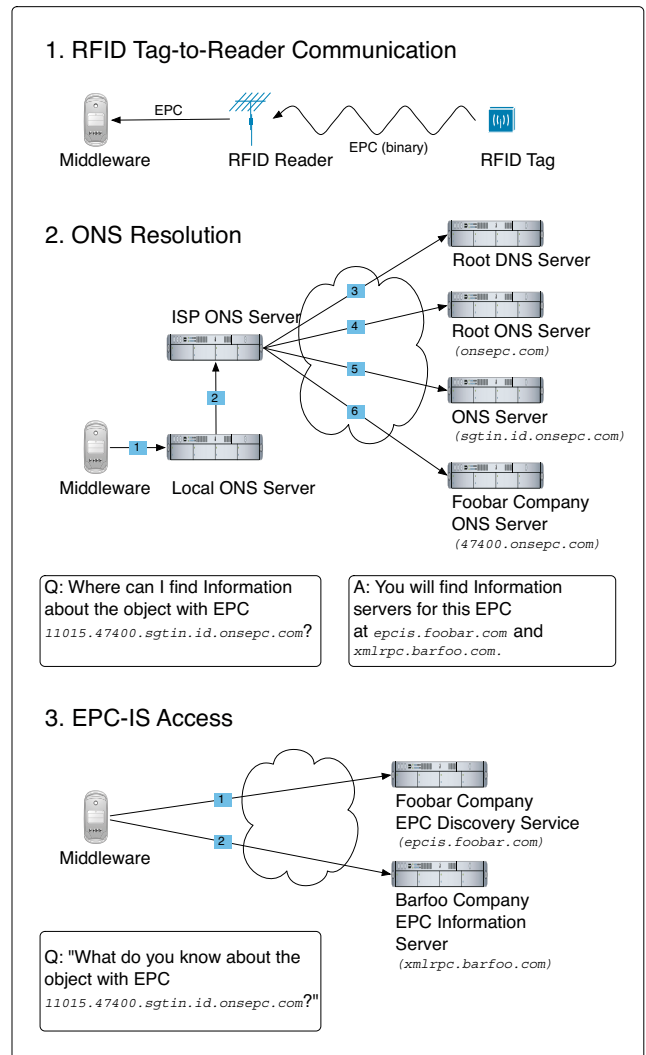 1. RFID Tag-to-Reader Communication
EPC
EPC (binary)
Middleware
RFID Reader
RFID Tag
2. ONS Resolution
Root DNS Server
ISP ONS Server
3
4
Root ONS Server
(onsepc.com)
5
2
6
ONS Server
(sgtin.id.onsepc.com)
1
Middleware
Local ONS Server
Foobar Company
ONS Server
(47400.onsepc.com)
Q: Where can I find Information
about the object with EPC
11015.47400.sgtin.id.onsepc.com?
A: You will find Information
servers for this EPC
at epcis.foobar.com and
xmlrpc.barfoo.com.
3. EPC-IS Access
1
Foobar Company
EPC Discovery Service
(epcis.foobar.com)
2
Middleware
Barfoo Company
EPC Information
Server
(xmlrpc.barfoo.com)
Q: "What do you know about the
object with EPC
11015.47400.sgtin.id.onsepc.com?"